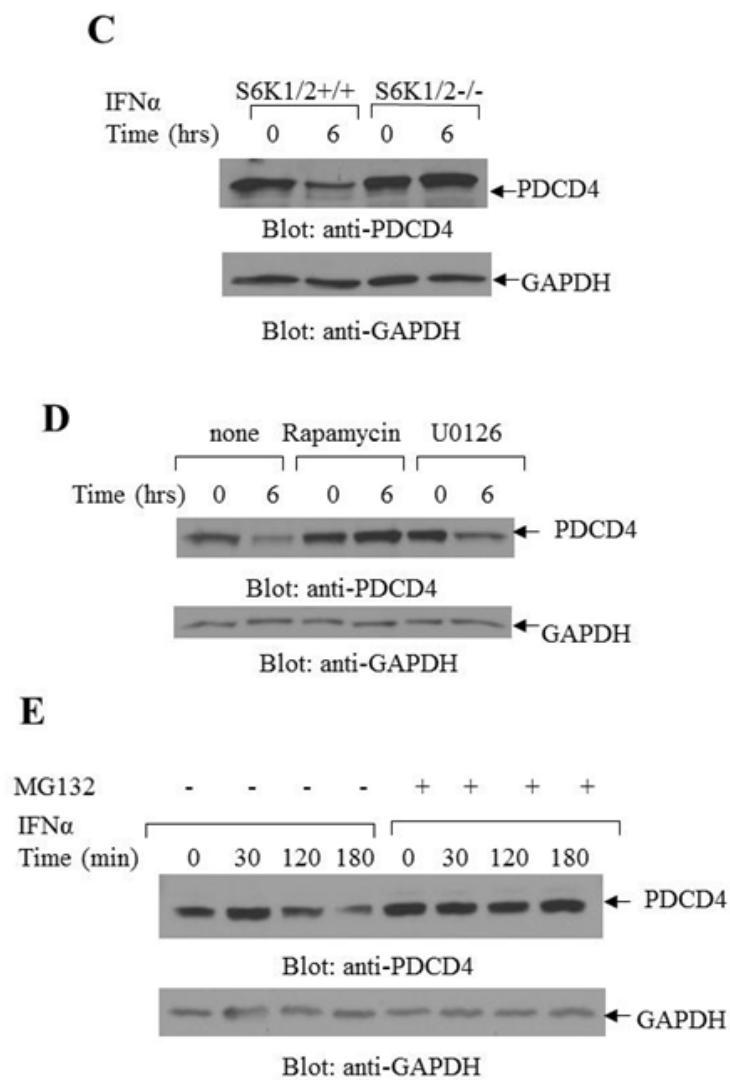 C
S6K1/2+/+ S6K1/2-/-
IFNα
Time (hrs) 0 6 0 6
PDCD4
Blot: anti-PDCD4
GAPDH
Blot: anti-GAPDH
D
none Rapamycin U0126
Time (hrs) 0 6 0 6 0 6
PDCD4
Blot: anti-PDCD4
GAPDH
Blot: anti-GAPDH
E
MG132 - - - - + + + +
IFNα
Time (min) 0 30 120 180 0 30 120 180
PDCD4
Blot: anti-PDCD4
GAPDH
Blot: anti-GAPDH